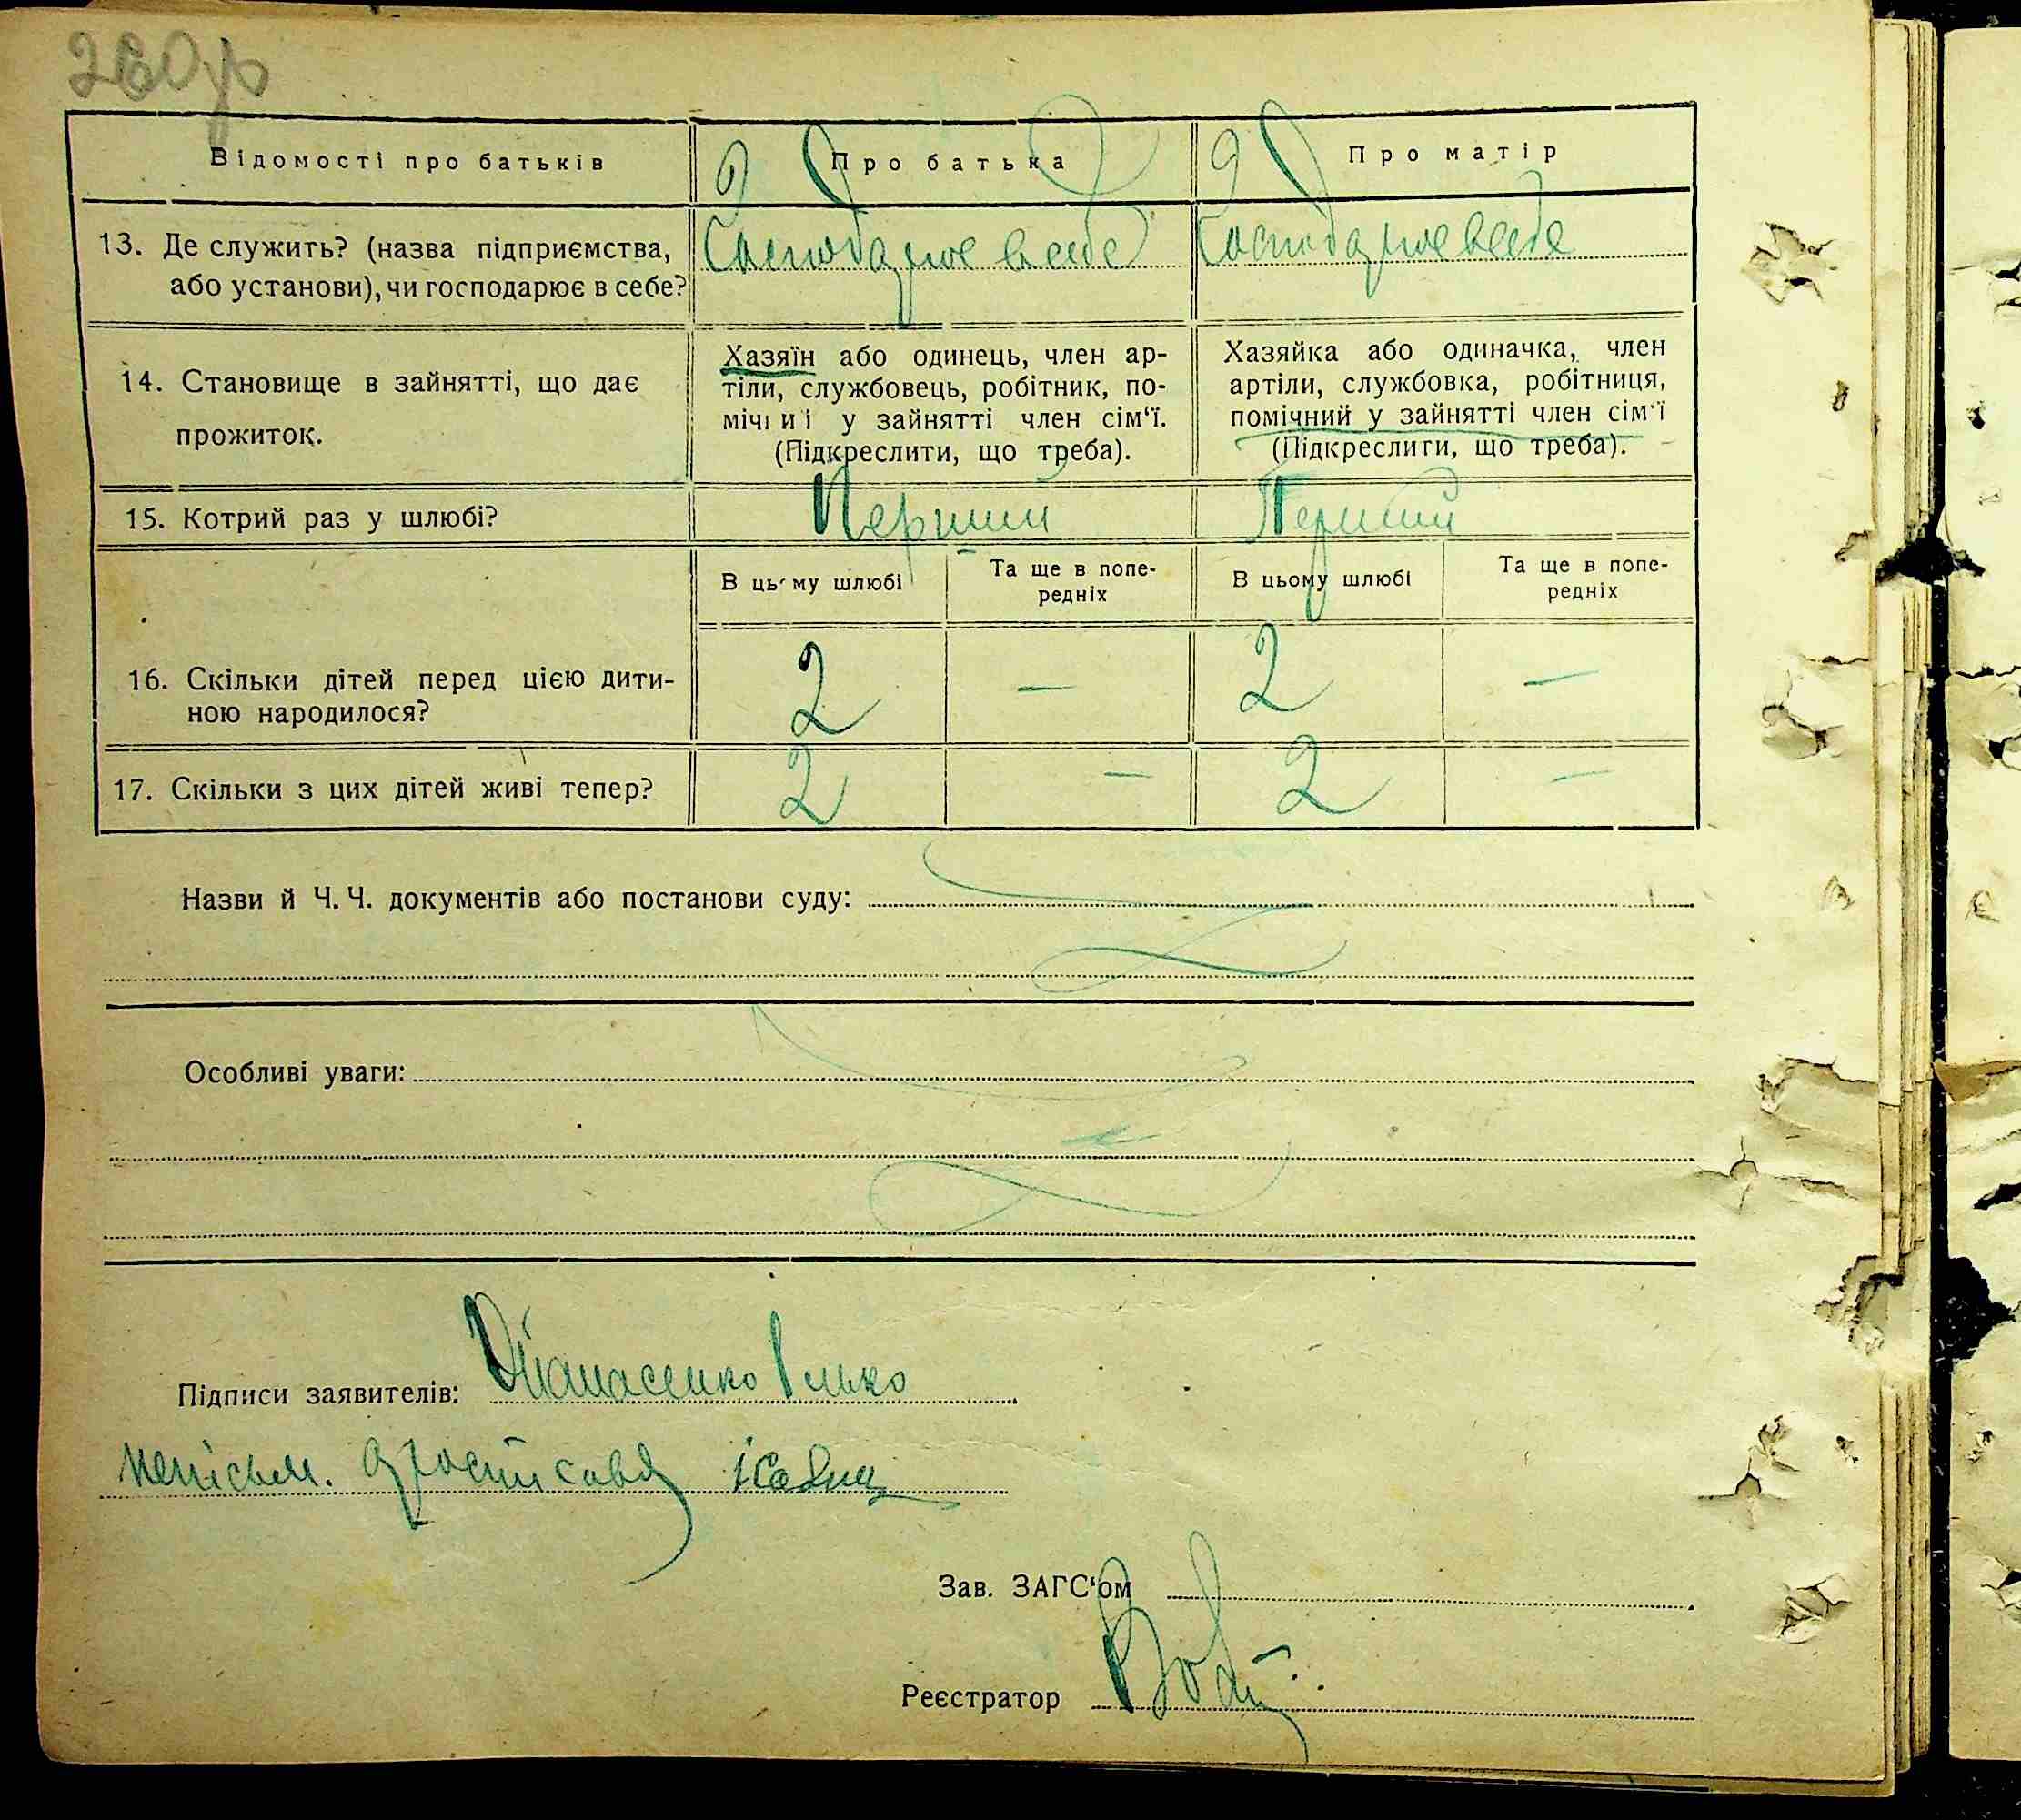 Відомості про батьків
Про батька
Про матір
13. Де служить? (назва підприємства,
або установи), чи господарює в себе?
Господарює в себе
Господарює в себе
14. Становище в зайнятті, що дає
прожиток.
Хазяїн або одинець, член ар-
тіли, службовець, робітник, по-
мічний у зайнятті член сім‘ї.
(Підкреслити, що треба).
Хазяйка або одиначка, член
артіли, службовка, робітниця,
помічний у зайнятті член сім‘ї
(Підкреслити, що треба).
15. Котрий раз у шлюбі?
Перший
Перший
В цьому шлюбі
Та ще в попе-
редніх
В цьому шлюбі
Та ще в попе-
редніх
16. Скільки дітей перед цією дити-
ною народилося?
2
—
2
—
17. Скільки з цих дітей живі тепер?
2
—
2
—
Назви й Ч. Ч. документів або постанови суду:
Особливі уваги:
Підписи заявителів:
Ілько
неписьм.
Зав. ЗАГС‘ом
Реєстратор